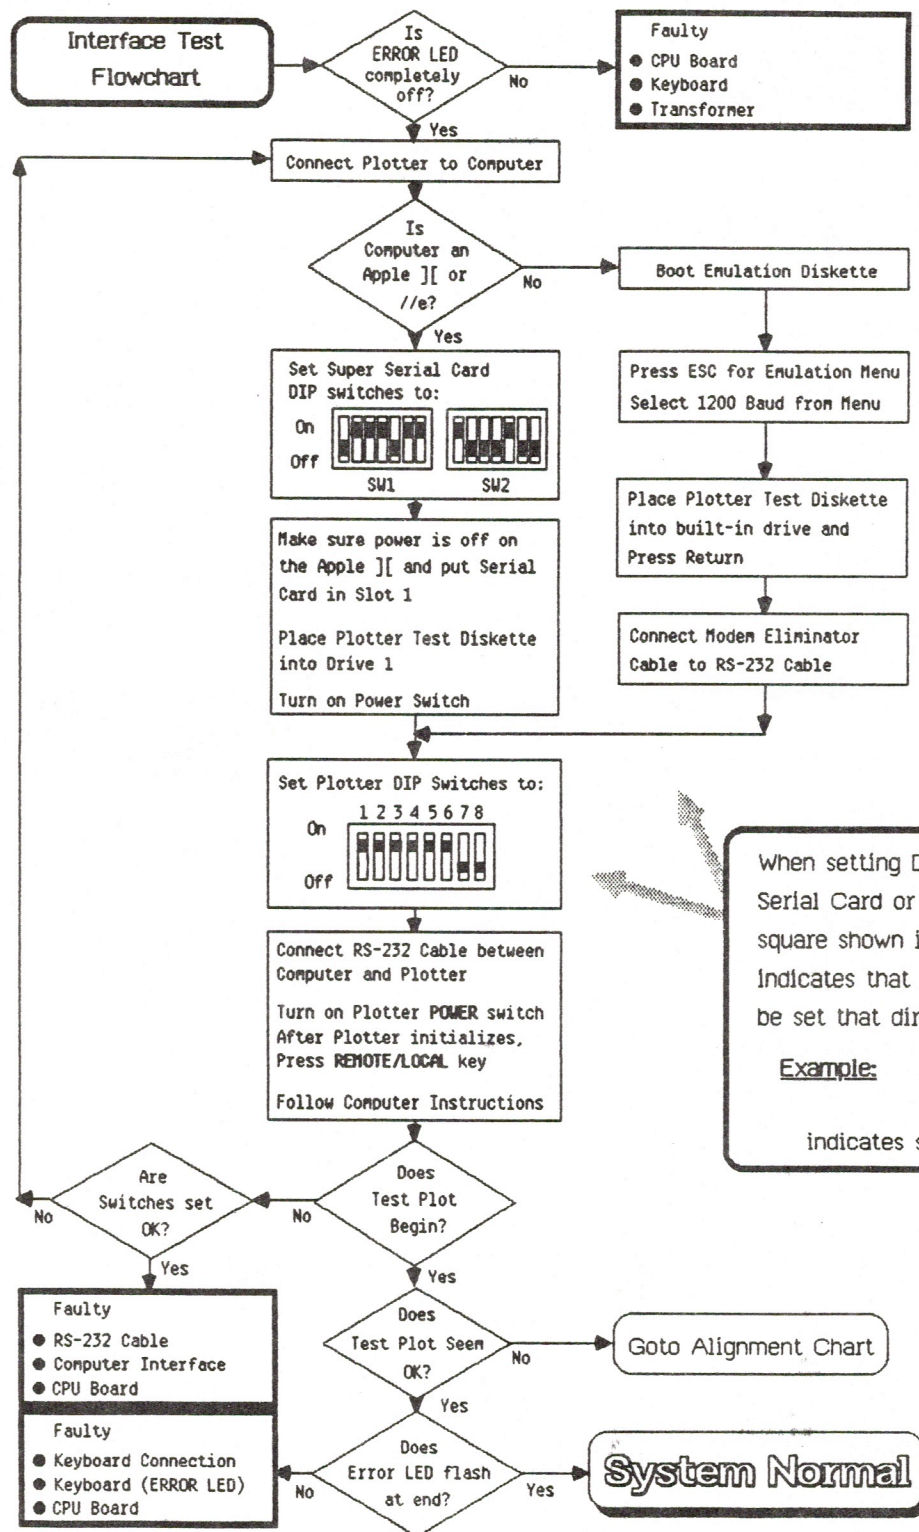 Interface Test
Flowchart
Is
ERROR LED
completely
off?
No
Yes
Faulty
● CPU Board
● Keyboard
● Transformer
Connect Plotter to Computer
Is
Computer an
Apple ][ or
//e?
No
Yes
Boot Emulation Diskette
Press ESC for Emulation Menu
Select 1200 Baud from Menu
Place Plotter Test Diskette
into built-in drive and
Press Return
Connect Modem Eliminator
Cable to RS-232 Cable
Set Super Serial Card
DIP switches to:
On
Off
SW1
SW2
Make sure power is off on
the Apple ][ and put Serial
Card in Slot 1
Place Plotter Test Diskette
into Drive 1
Turn on Power Switch
Set Plotter DIP Switches to:
1 2 3 4 5 6 7 8
On
Off
When setting D
Serial Card or
square shown i
indicates that
be set that dir
Example:
indicates s
Connect RS-232 Cable between
Computer and Plotter
Turn on Plotter POWER switch
After Plotter initializes,
Press REMOTE/LOCAL key
Follow Computer Instructions
Does
Test Plot
Begin?
No
Yes
Are
Switches set
OK?
No
Yes
Faulty
● RS-232 Cable
● Computer Interface
● CPU Board
Does
Test Plot Seem
OK?
No
Yes
Goto Alignment Chart
Faulty
● Keyboard Connection
● Keyboard (ERROR LED)
● CPU Board
Does
Error LED flash
at end?
No
Yes
System Normal